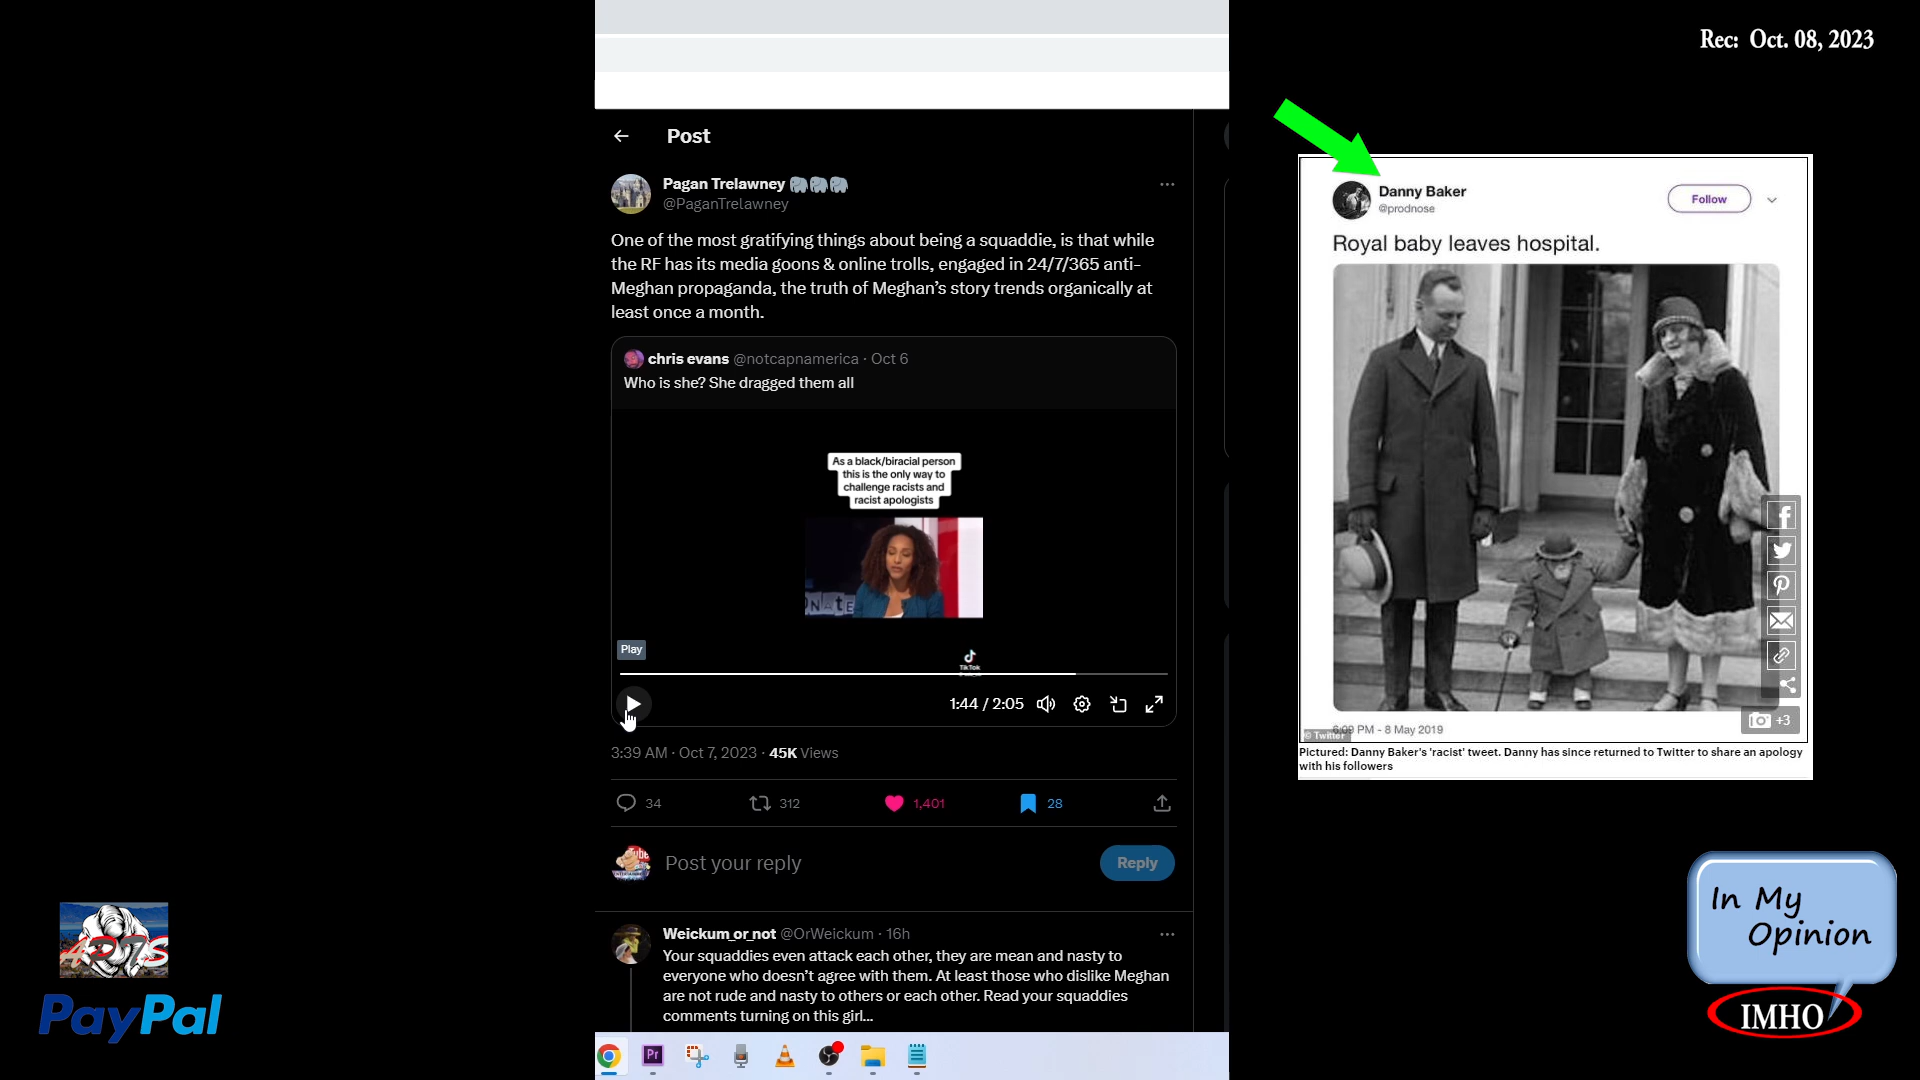 Rec: Oct. 08, 2023
Post
Pagan Trelawney 🐘🐘🐘
@PaganTrelawney
One of the most gratifying things about being a squaddie, is that while
the RF has its media goons & online trolls, engaged in 24/7/365 anti-
Meghan propaganda, the truth of Meghan's story trends organically at
least once a month.
chris evans @notcapnamerica · Oct 6
Who is she? She dragged them all
As a black/biracial person
this is the only way to
challenge racists and
racist apologists
NATE
Play
TikTok
1:44 / 2:05
3:39 AM · Oct 7, 2023 · 45K Views
34
312
1,401
28
Post your reply
Reply
Weickum_or_not @OrWeickum · 16h
Your squaddies even attack each other, they are mean and nasty to
everyone who doesn't agree with them. At least those who dislike Meghan
are not rude and nasty to others or each other. Read your squaddies
comments turning on this girl...
Pr
Danny Baker
@prodnose
Follow
Royal baby leaves hospital.
+3
6:09 PM - 8 May 2019
© Twitter
Pictured: Danny Baker's 'racist' tweet. Danny has since returned to Twitter to share an apology
with his followers
PayPal
In My
Opinion
IMHO